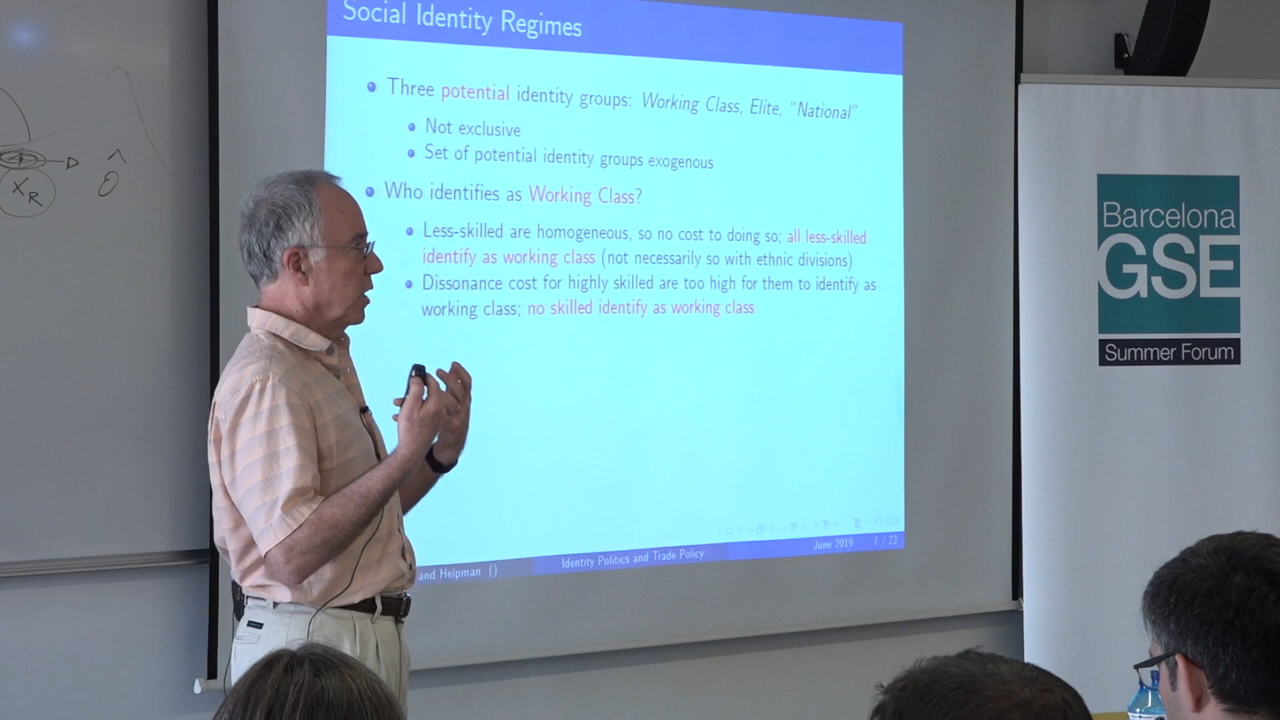 Social Identity Regimes
Three potential identity groups: Working Class, Elite, "National"
Not exclusive
Set of potential identity groups exogenous
Who identifies as Working Class?
Less-skilled are homogeneous, so no cost to doing so; all less-skilled
identify as working class (not necessarily so with ethnic divisions)
Dissonance cost for highly skilled are too high for them to identify as
working class; no skilled identify as working class
and Helpman ()
Identity Politics and Trade Policy
June 2019
7 / 22
X_R
Barcelona
GSE
Summer Forum